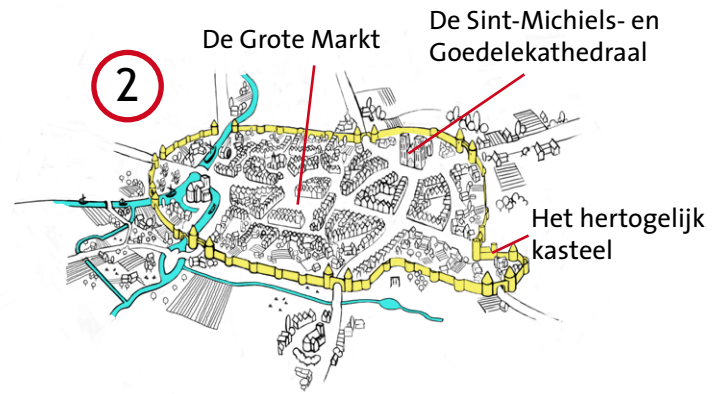 De Grote Markt
De Sint-Michiels- en
Goedelekathedraal
2
Het hertogelijk
kasteel